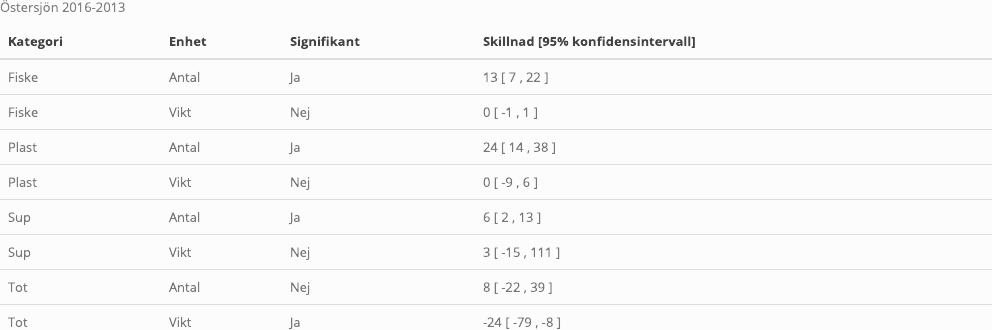 Östersjön 2016-2013
Kategori Enhet Signifikant Skillnad [95% konfidensintervall]
Fiske Antal Ja 13 [ 7 , 22 ]
Fiske Vikt Nej 0 [ -1 , 1 ]
Plast Antal Ja 24 [ 14 , 38 ]
Plast Vikt Nej 0 [ -9 , 6 ]
Sup Antal Ja 6 [ 2 , 13 ]
Sup Vikt Nej 3 [ -15 , 111 ]
Tot Antal Nej 8 [ -22 , 39 ]
Tot Vikt Ja -24 [ -79 , -8 ]